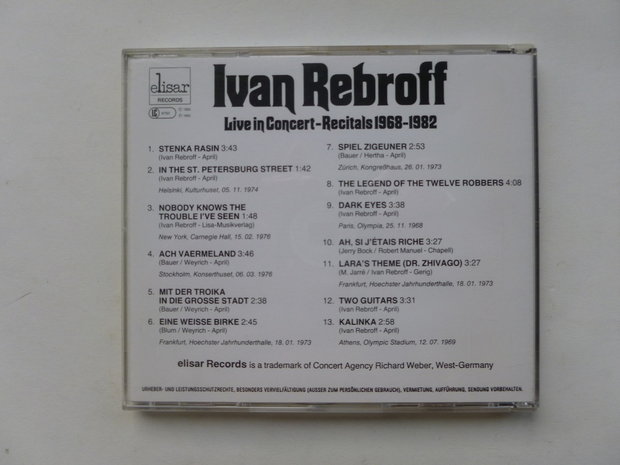 elisar
RECORDS
LC
Ivan Rebroff
Live in Concert-Recitals 1968-1982
1. STENKA RASIN 3:43
(Ivan Rebroff - April)
2. IN THE ST. PETERSBURG STREET 1:42
(Ivan Rebroff - April)
Helsinki, Kulturhuset, 05. 11. 1974
3. NOBODY KNOWS THE
TROUBLE I'VE SEEN 1:48
(Ivan Rebroff - Lisa-Musikverlag)
New York, Carnegie Hall, 15. 02. 1976
4. ACH VAERMELAND 3:46
(Bauer / Weyrich - April)
Stockholm, Konserthuset, 06. 03. 1976
5. MIT DER TROIKA
IN DIE GROSSE STADT 2:38
(Bauer / Weyrich - April)
6. EINE WEISSE BIRKE 2:45
(Blum / Weyrich - April)
Frankfurt, Hoechster Jahrhunderthalle, 18. 01. 1973
7. SPIEL ZIGEUNER 2:53
(Bauer / Hertha - April)
Zürich, Kongreßhaus, 26. 01. 1973
8. THE LEGEND OF THE TWELVE ROBBERS 4:08
(Ivan Rebroff - April)
9. DARK EYES 3:38
(Ivan Rebroff - April)
Paris, Olympia, 25. 11. 1968
10. AH, SI J'ÉTAIS RICHE 3:27
(Jerry Bock / Robert Manuel - Chapell)
11. LARA'S THEME (DR. ZHIVAGO) 3:27
(M. Jarré / Ivan Rebroff - Gerig)
Frankfurt, Hoechster Jahrhunderthalle, 18. 01. 1973
12. TWO GUITARS 3:31
(Ivan Rebroff - April)
13. KALINKA 2:58
(Ivan Rebroff - April)
Athens, Olympic Stadium, 12. 07. 1969
elisar Records is a trademark of Concert Agency Richard Weber, West-Germany
URHEBER- UND LEISTUNGSSCHUTZRECHTE, BESONDERS VERVIELFÄLTIGUNG (AUSSER ZUM PERSÖNLICHEN GEBRAUCH), VERMIETUNG, AUFFÜHRUNG, SENDUNG VORBEHALTEN.